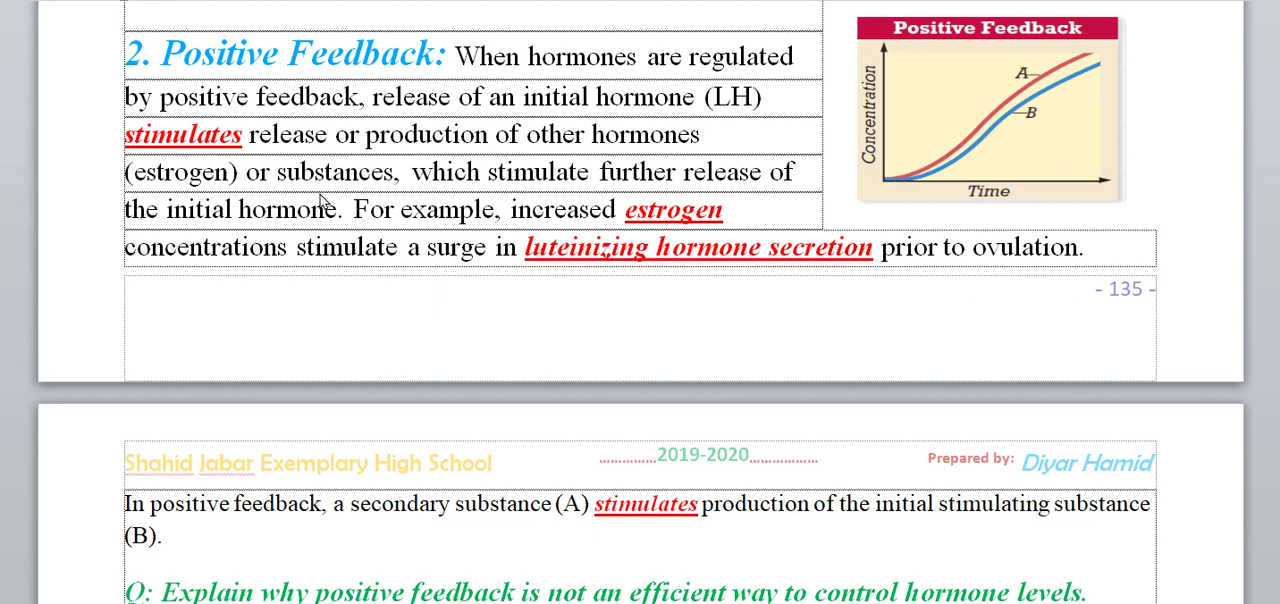 2. Positive Feedback: When hormones are regulated
by positive feedback, release of an initial hormone (LH)
stimulates release or production of other hormones
(estrogen) or substances, which stimulate further release of
the initial hormone. For example, increased estrogen
concentrations stimulate a surge in luteinizing hormone secretion prior to ovulation.
Positive Feedback
Concentration
A
B
Time
- 135 -
Shahid Jabar Exemplary High School ..............2019-2020................. Prepared by: Diyar Hamid
In positive feedback, a secondary substance (A) stimulates production of the initial stimulating substance
(B).
Q: Explain why positive feedback is not an efficient way to control hormone levels.